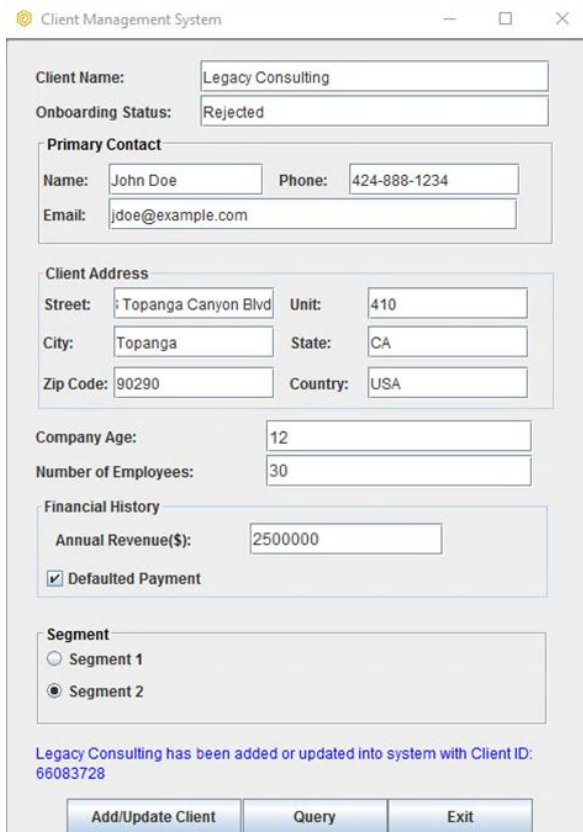 Client Management System
Client Name: Legacy Consulting
Onboarding Status: Rejected
Primary Contact
Name: John Doe Phone: 424-888-1234
Email: jdoe@example.com
Client Address
Street: Topanga Canyon Blvd Unit: 410
City: Topanga State: CA
Zip Code: 90290 Country: USA
Company Age: 12
Number of Employees: 30
Financial History
Annual Revenue($): 2500000
Defaulted Payment
Segment
Segment 1
Segment 2
Legacy Consulting has been added or updated into system with Client ID:
66083728
Add/Update Client Query Exit